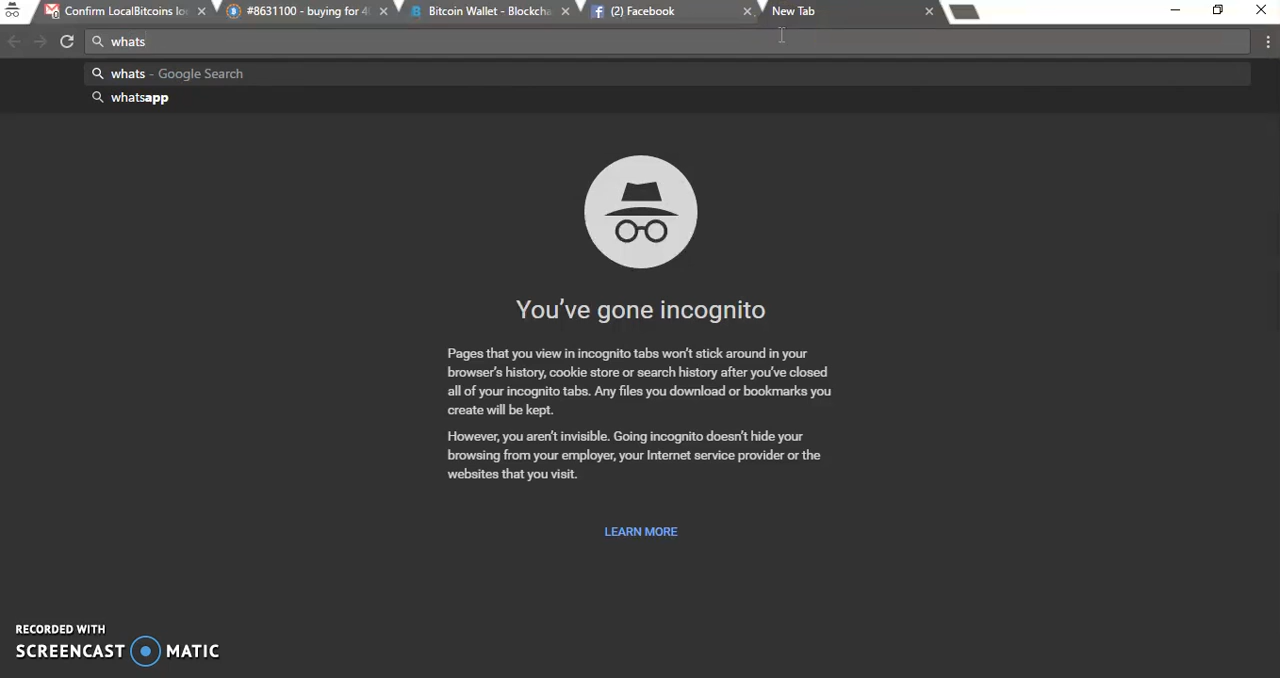 Confirm LocalBitcoins lo
#8631100 - buying for 4
Bitcoin Wallet - Blockcha
(2) Facebook
New Tab
whats
whats - Google Search
whatsapp
You've gone incognito
Pages that you view in incognito tabs won't stick around in your
browser's history, cookie store or search history after you've closed
all of your incognito tabs. Any files you download or bookmarks you
create will be kept.
However, you aren't invisible. Going incognito doesn't hide your
browsing from your employer, your Internet service provider or the
websites that you visit.
LEARN MORE
RECORDED WITH
SCREENCAST MATIC